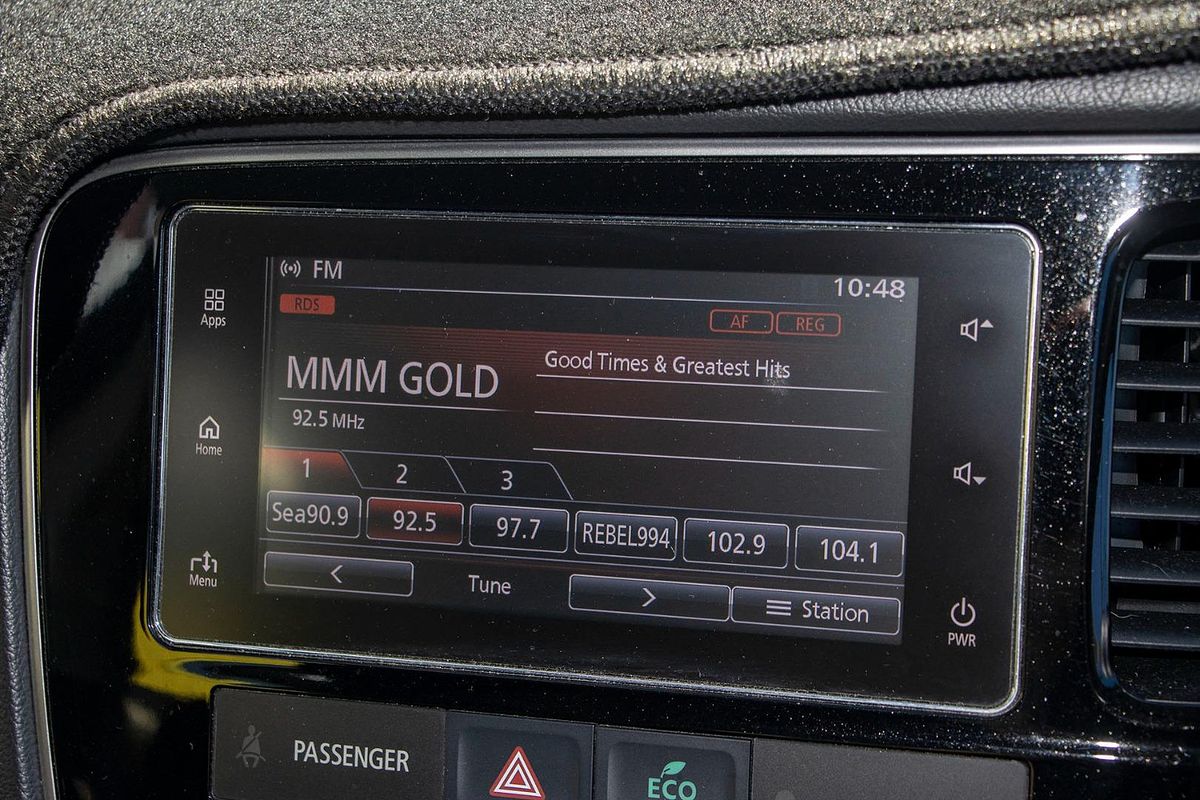 FM
10:48
RDS
AF REG
MMM GOLD
Good Times & Greatest Hits
92.5 MHz
1 2 3
Sea90.9 92.5 97.7 REBEL994 102.9 104.1
< Tune > Station
Apps
Home
Menu
PWR
PASSENGER
ECO